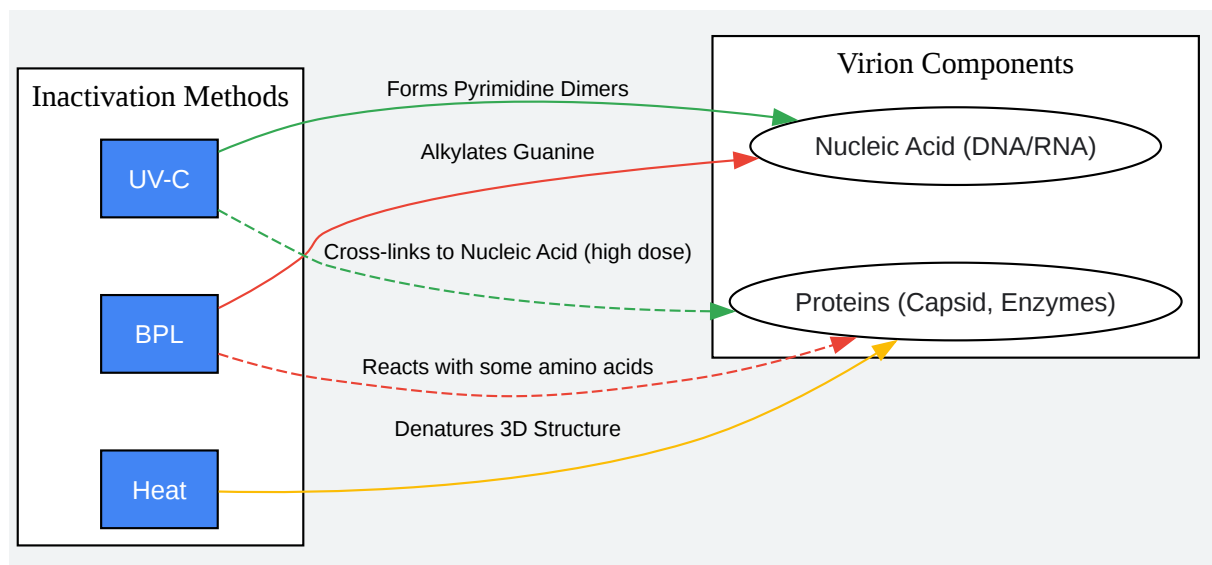 Inactivation Methods
UV-C
BPL
Heat
Forms Pyrimidine Dimers
Alkylates Guanine
Cross-links to Nucleic Acid (high dose)
Reacts with some amino acids
Denatures 3D Structure
Virion Components
Nucleic Acid (DNA/RNA)
Proteins (Capsid, Enzymes)